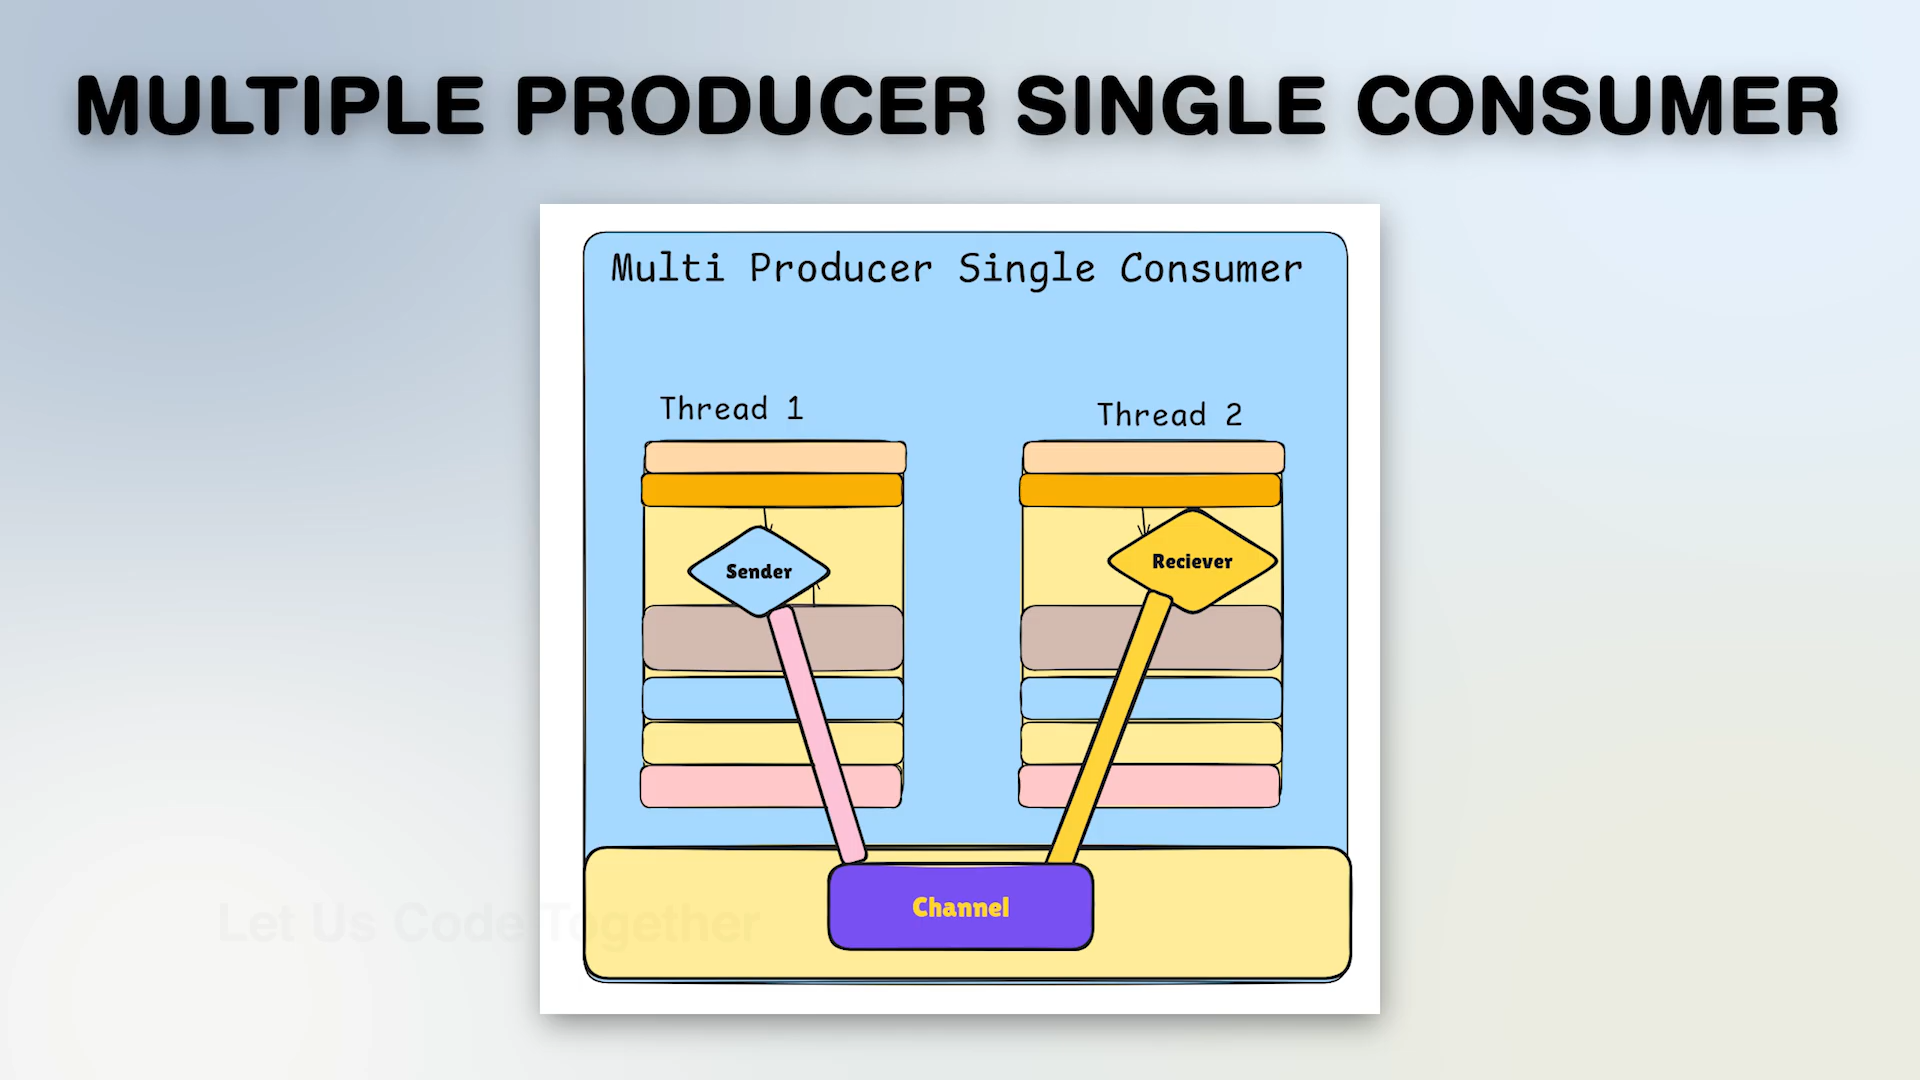 MULTIPLE PRODUCER SINGLE CONSUMER
Multi Producer Single Consumer
Thread 1
Thread 2
Sender
Reciever
Channel
Let Us Code Together